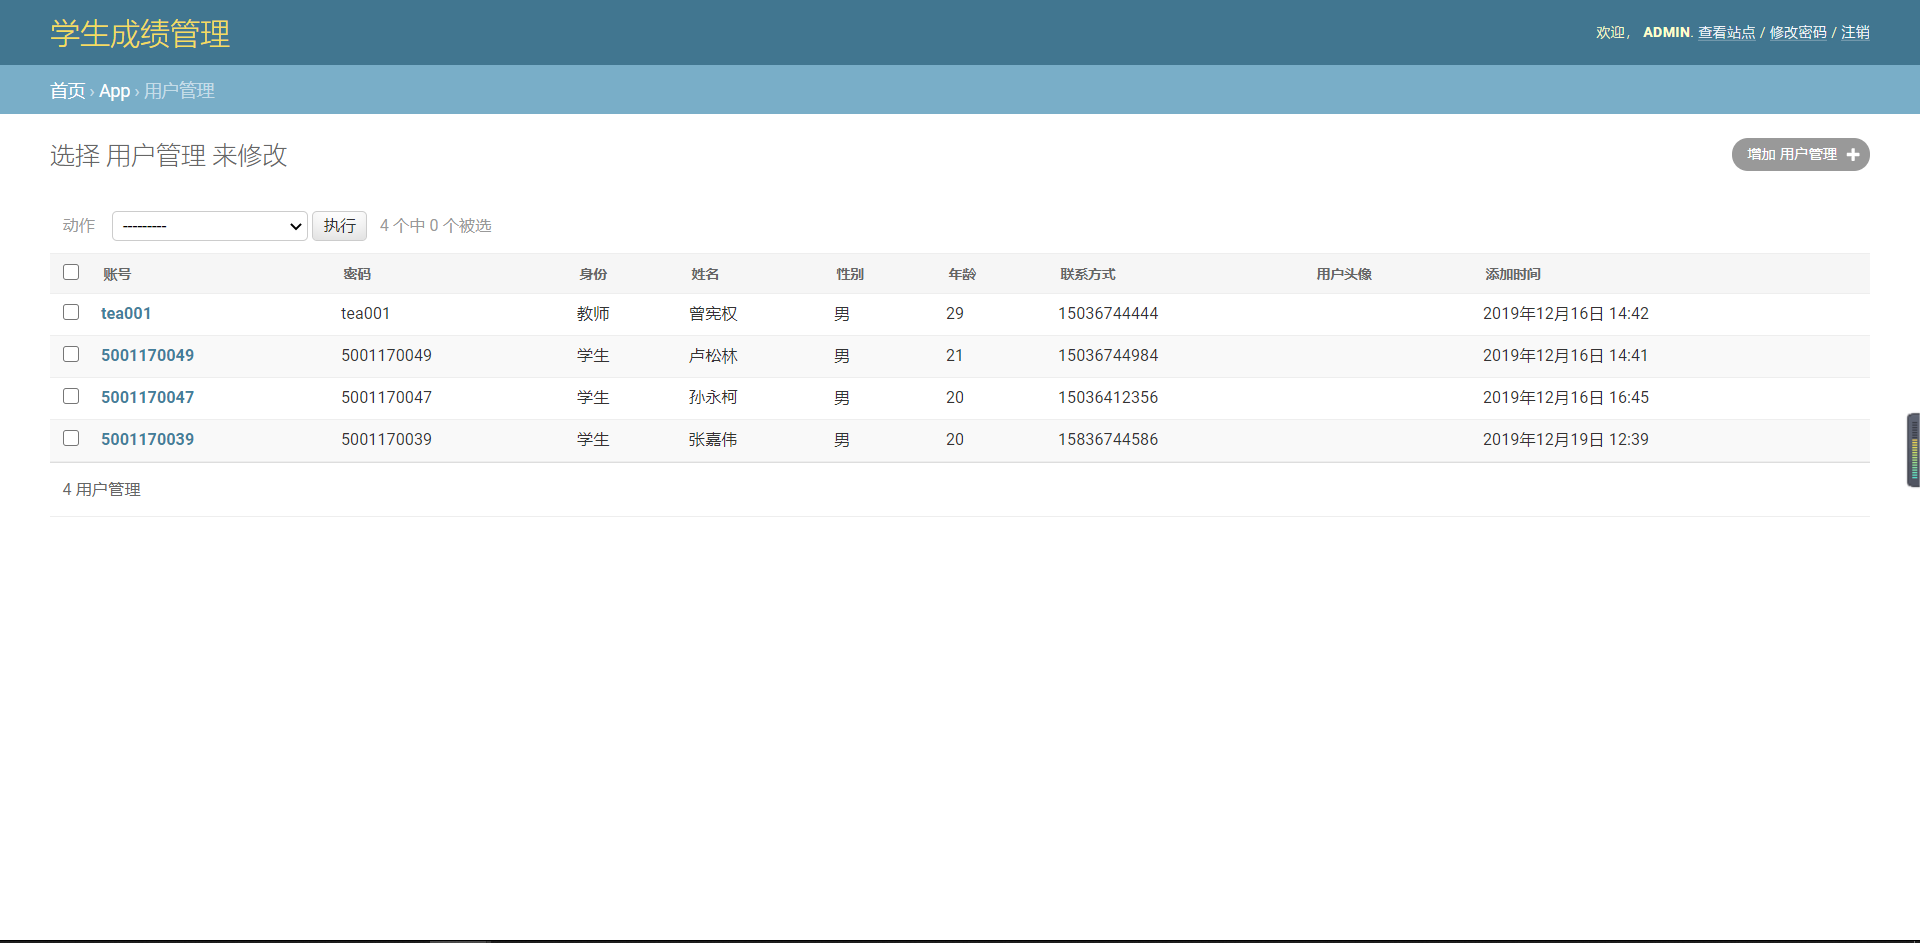 学生成绩管理
欢迎， ADMIN. 查看站点 / 修改密码 / 注销
首页 › App › 用户管理
选择 用户管理 来修改
增加 用户管理
动作 --------- 执行 4 个中 0 个被选
账号 密码 身份 姓名 性别 年龄 联系方式 用户头像 添加时间
tea001 tea001 教师 曾宪权 男 29 15036744444 2019年12月16日 14:42
5001170049 5001170049 学生 卢松林 男 21 15036744984 2019年12月16日 14:41
5001170047 5001170047 学生 孙永柯 男 20 15036412356 2019年12月16日 16:45
5001170039 5001170039 学生 张嘉伟 男 20 15836744586 2019年12月19日 12:39
4 用户管理